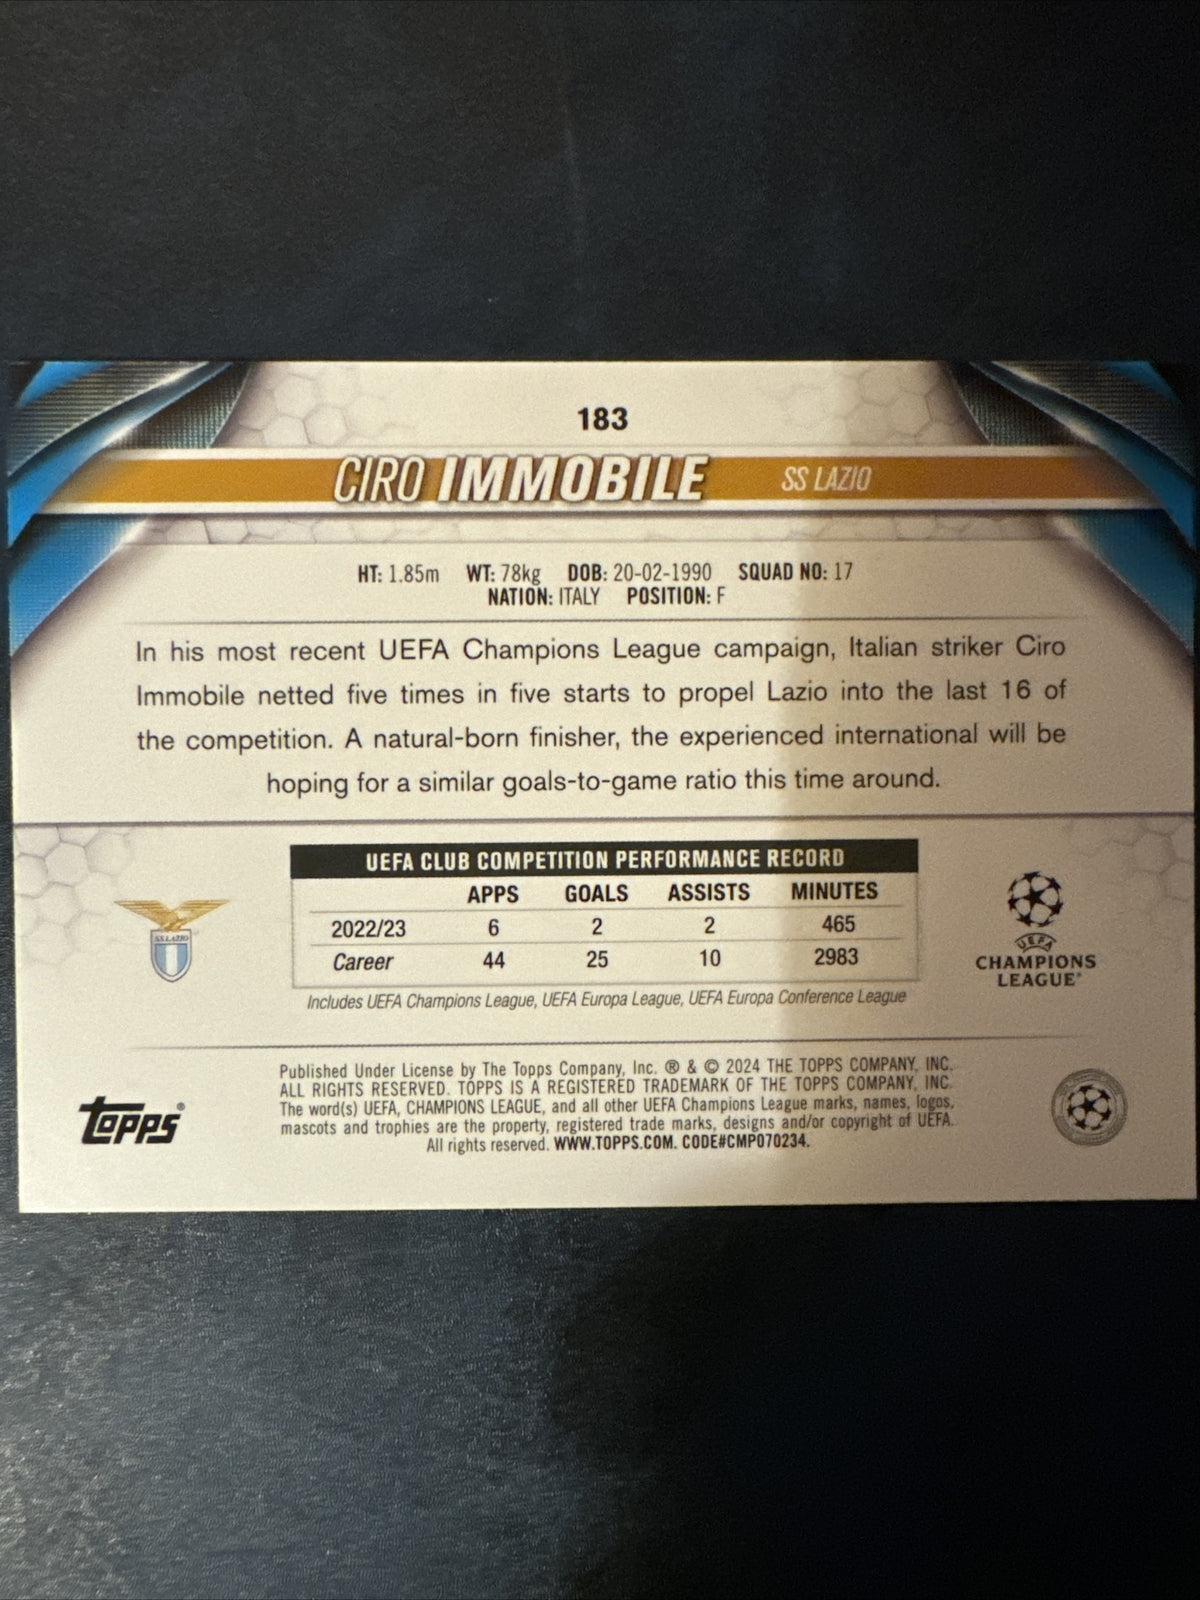 183
CIRO IMMOBILE SS LAZIO
HT: 1.85m WT: 78kg DOB: 20-02-1990 SQUAD NO: 17
NATION: ITALY POSITION: F
In his most recent UEFA Champions League campaign, Italian striker Ciro
Immobile netted five times in five starts to propel Lazio into the last 16 of
the competition. A natural-born finisher, the experienced international will be
hoping for a similar goals-to-game ratio this time around.
UEFA CLUB COMPETITION PERFORMANCE RECORD
APPS GOALS ASSISTS MINUTES
2022/23 6 2 2 465
Career 44 25 10 2983
Includes UEFA Champions League, UEFA Europa League, UEFA Europa Conference League
SS LAZIO
UEFA
CHAMPIONS
LEAGUE®
Published Under License by The Topps Company, Inc. ® & © 2024 THE TOPPS COMPANY, INC.
ALL RIGHTS RESERVED. TOPPS IS A REGISTERED TRADEMARK OF THE TOPPS COMPANY, INC.
The word(s) UEFA, CHAMPIONS LEAGUE, and all other UEFA Champions League marks, names, logos,
mascots and trophies are the property, registered trade marks, designs and/or copyright of UEFA.
All rights reserved. WWW.TOPPS.COM. CODE#CMP070234.
topps®